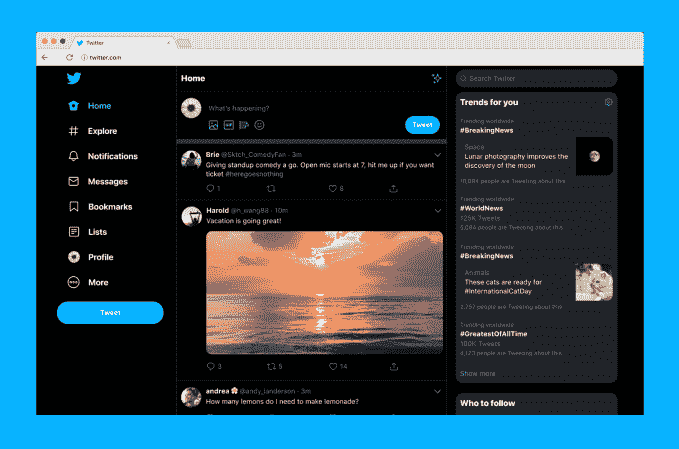 Twitter
twitter.com
Home
Explore
Notifications
Messages
Bookmarks
Lists
Profile
More
Tweet
Home
What's happening?
GIF
Tweet
Brie @Sktch_ComedyFan · 3m
Giving standup comedy a go. Open mic starts at 7, hit me up if you want
ticket #heregoesnothing
1
6
Harold @h_wang88 · 10m
Vacation is going great!
3
5
14
andrea @andy_landerson · 3m
How many lemons do I need to make lemonade?
Search Twitter
Trends for you
Trending worldwide
#BreakingNews
Space
Lunar photography improves the
discovery of the moon
10,094 people are Tweeting about this
Trending worldwide
#WorldNews
125K Tweets
5,094 people are Tweeting about this
Trending worldwide
#BreakingNews
Animals
These cats are ready for
#InternationalCatDay
2,757 people are Tweeting about this
Trending worldwide
#GreatestOfAllTime
100K Tweets
4,123 people are Tweeting about this
Show more
Who to follow